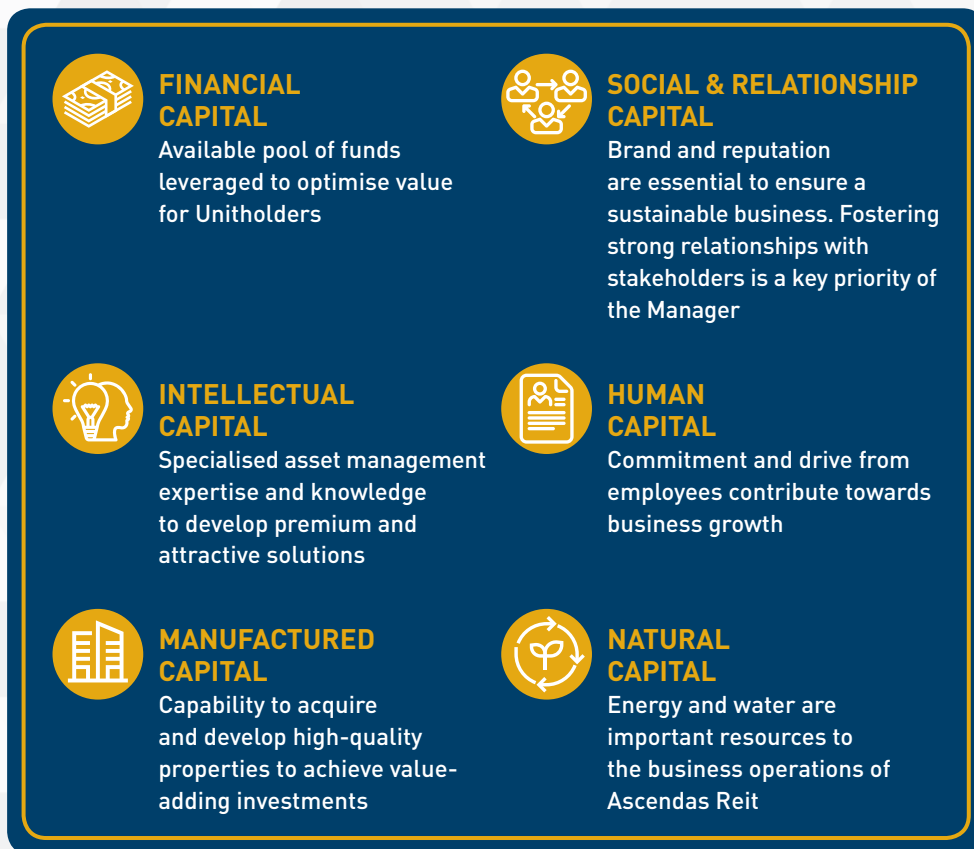 FINANCIAL
CAPITAL
Available pool of funds
leveraged to optimise value
for Unitholders
SOCIAL & RELATIONSHIP
CAPITAL
Brand and reputation
are essential to ensure a
sustainable business. Fostering
strong relationships with
stakeholders is a key priority of
the Manager
INTELLECTUAL
CAPITAL
Specialised asset management
expertise and knowledge
to develop premium and
attractive solutions
HUMAN
CAPITAL
Commitment and drive from
employees contribute towards
business growth
MANUFACTURED
CAPITAL
Capability to acquire
and develop high-quality
properties to achieve value-
adding investments
NATURAL
CAPITAL
Energy and water are
important resources to
the business operations of
Ascendas Reit